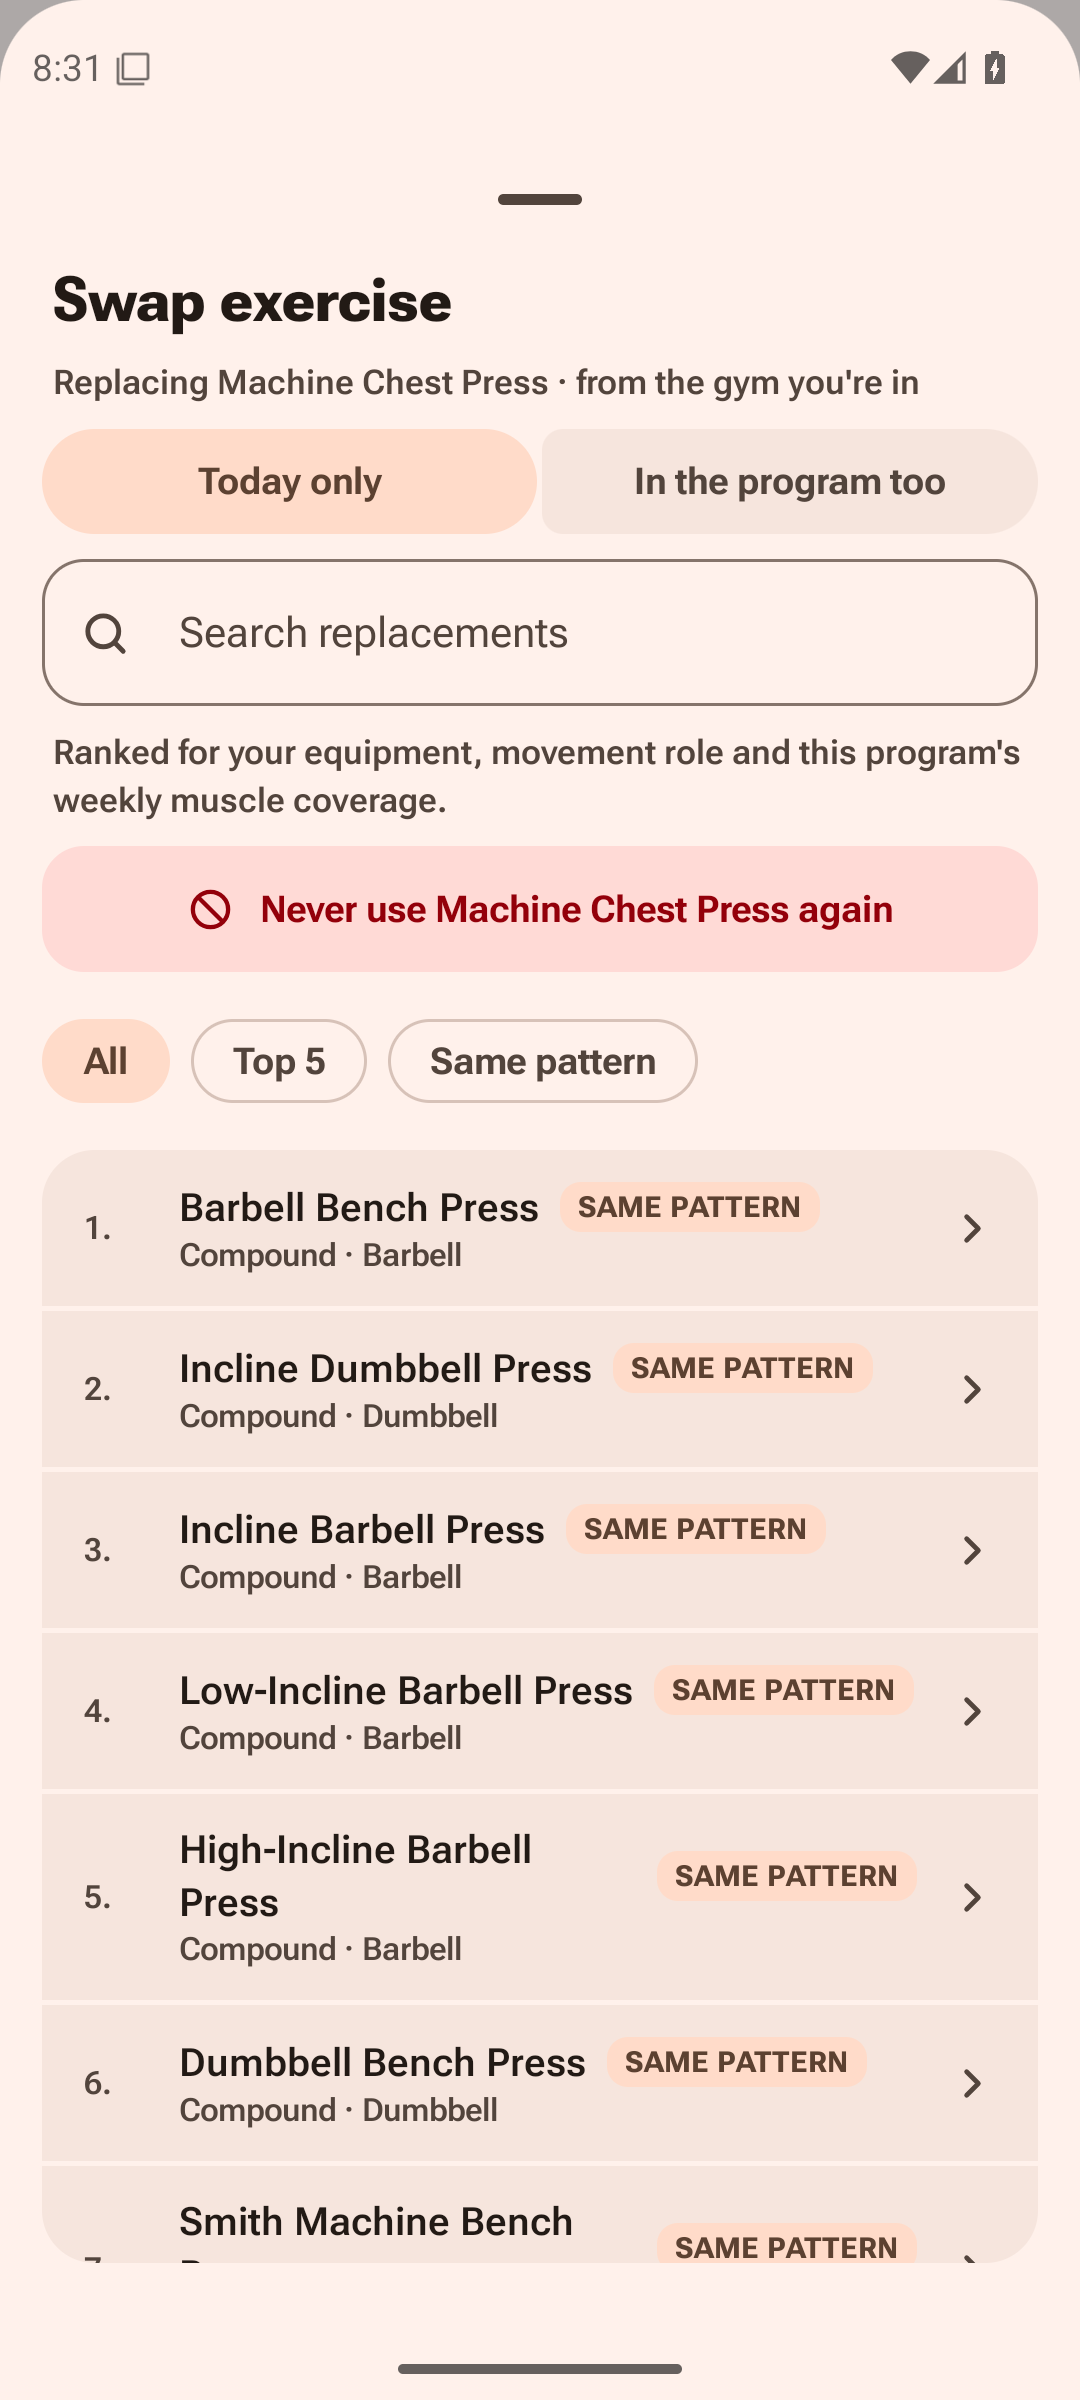 8:31
Swap exercise
Replacing Machine Chest Press · from the gym you're in
Today only
In the program too
Search replacements
Ranked for your equipment, movement role and this program's
weekly muscle coverage.
Never use Machine Chest Press again
All
Top 5
Same pattern
1.
Barbell Bench Press
SAME PATTERN
Compound · Barbell
2.
Incline Dumbbell Press
SAME PATTERN
Compound · Dumbbell
3.
Incline Barbell Press
SAME PATTERN
Compound · Barbell
4.
Low-Incline Barbell Press
SAME PATTERN
Compound · Barbell
5.
High-Incline Barbell
Press
SAME PATTERN
Compound · Barbell
6.
Dumbbell Bench Press
SAME PATTERN
Compound · Dumbbell
Smith Machine Bench
SAME PATTERN